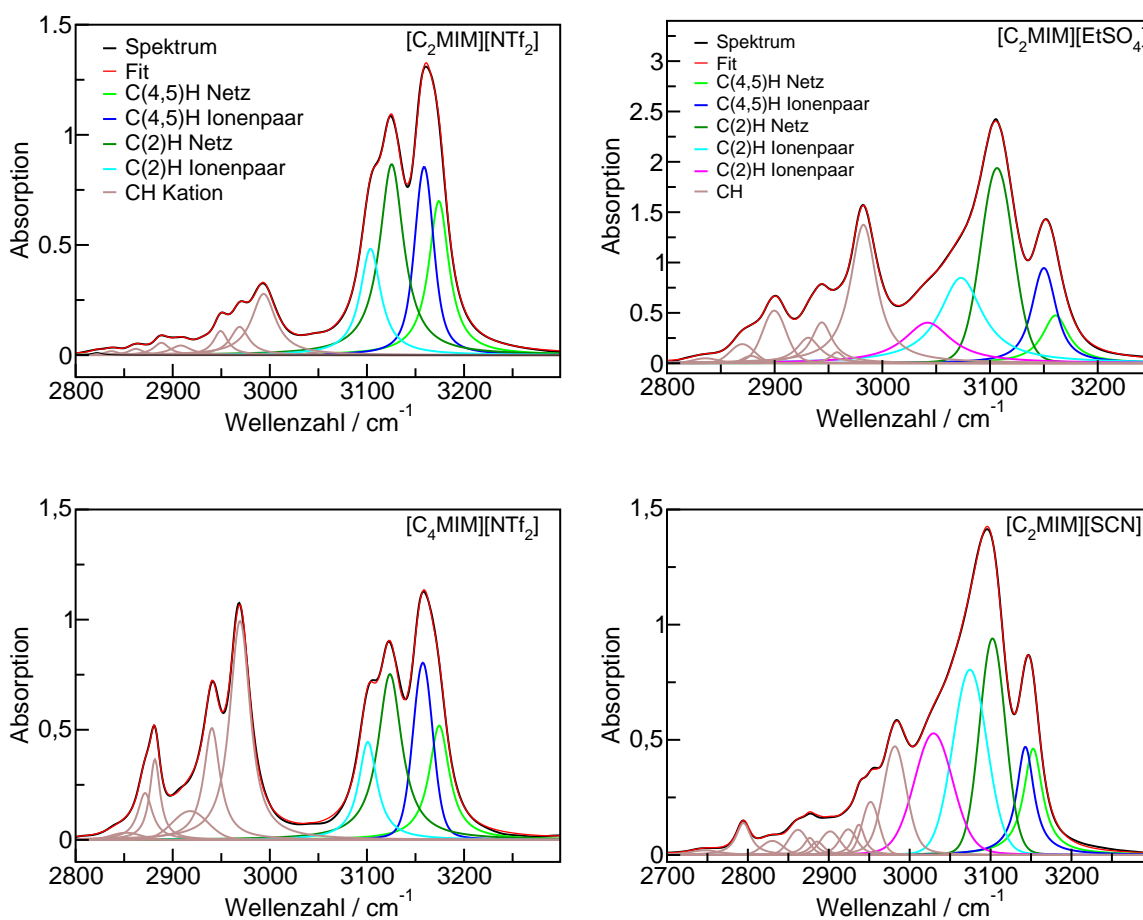 [C2MIM][NTf2]
1.5
1
0.5
0
Absorption
Spektrum
Fit
C(4,5)H Netz
C(4,5)H Ionenpaar
C(2)H Netz
C(2)H Ionenpaar
CH Kation
2800 2900 3000 3100 3200
Wellenzahl / cm-1
[C2MIM][EtSO4]
3
2.5
2
1.5
1
0.5
0
Absorption
Spektrum
Fit
C(4,5)H Netz
C(4,5)H Ionenpaar
C(2)H Netz
C(2)H Ionenpaar
C(2)H Ionenpaar
CH
2800 2900 3000 3100 3200
Wellenzahl / cm-1
[C4MIM][NTf2]
1,5
1
0,5
0
Absorption
2800 2900 3000 3100 3200
Wellenzahl / cm-1
[C2MIM][SCN]
1,5
1
0,5
0
Absorption
2700 2800 2900 3000 3100 3200
Wellenzahl / cm-1